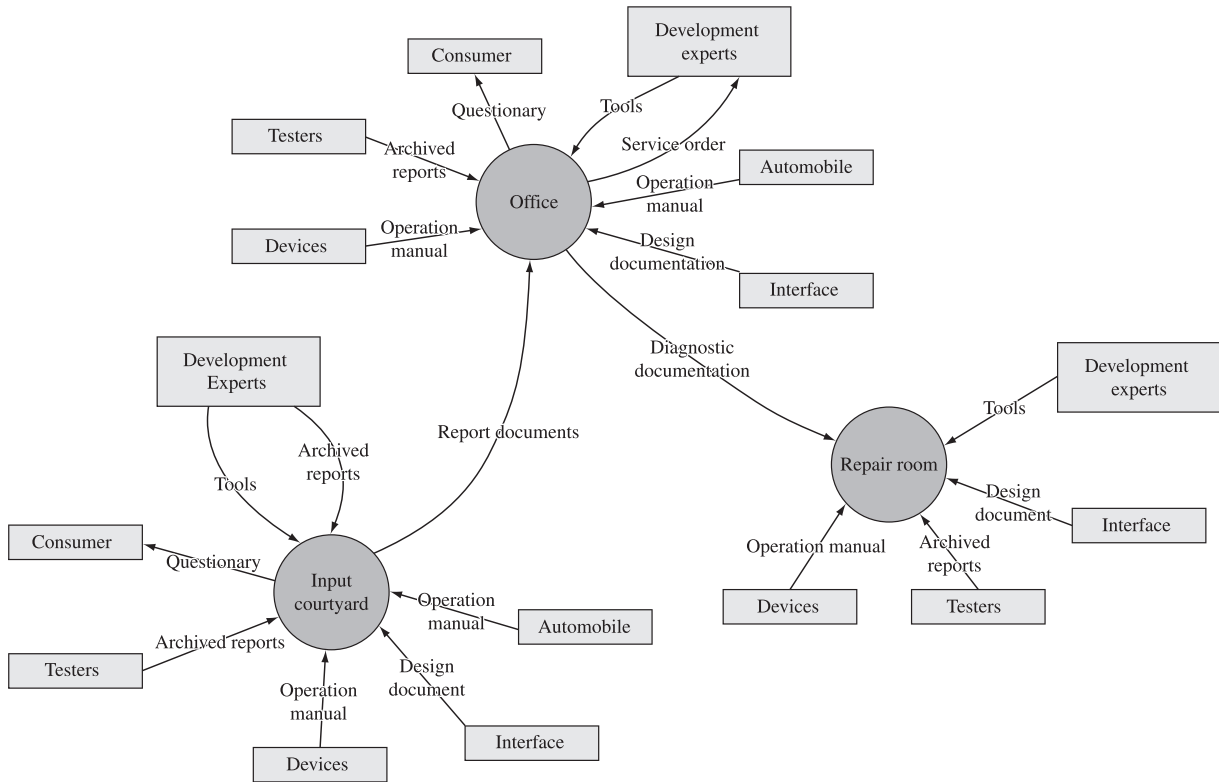 Development
experts
Consumer
Tools
Questionary
Testers
Archived
reports
Service order
Automobile
Office
Operation
manual
Devices
Operation
manual
Design
documentation
Interface
Diagnostic
documentation
Development
Experts
Development
experts
Tools
Report documents
Archived
reports
Tools
Repair room
Design
document
Interface
Consumer
Questionary
Operation manual
Archived
reports
Input
courtyard
Devices
Testers
Operation
manual
Automobile
Archived reports
Testers
Design
document
Operation
manual
Interface
Devices